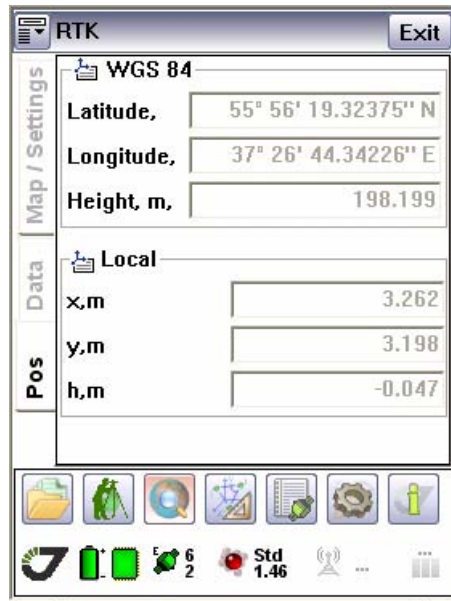 RTK Exit
Map / Settings
Data
Pos
WGS 84
Latitude, 55° 56' 19.32375" N
Longitude, 37° 26' 44.34226" E
Height, m, 198.199
Local
x,m 3.262
y,m 3.198
h,m -0.047
E 6 Std
2 1.46 ...